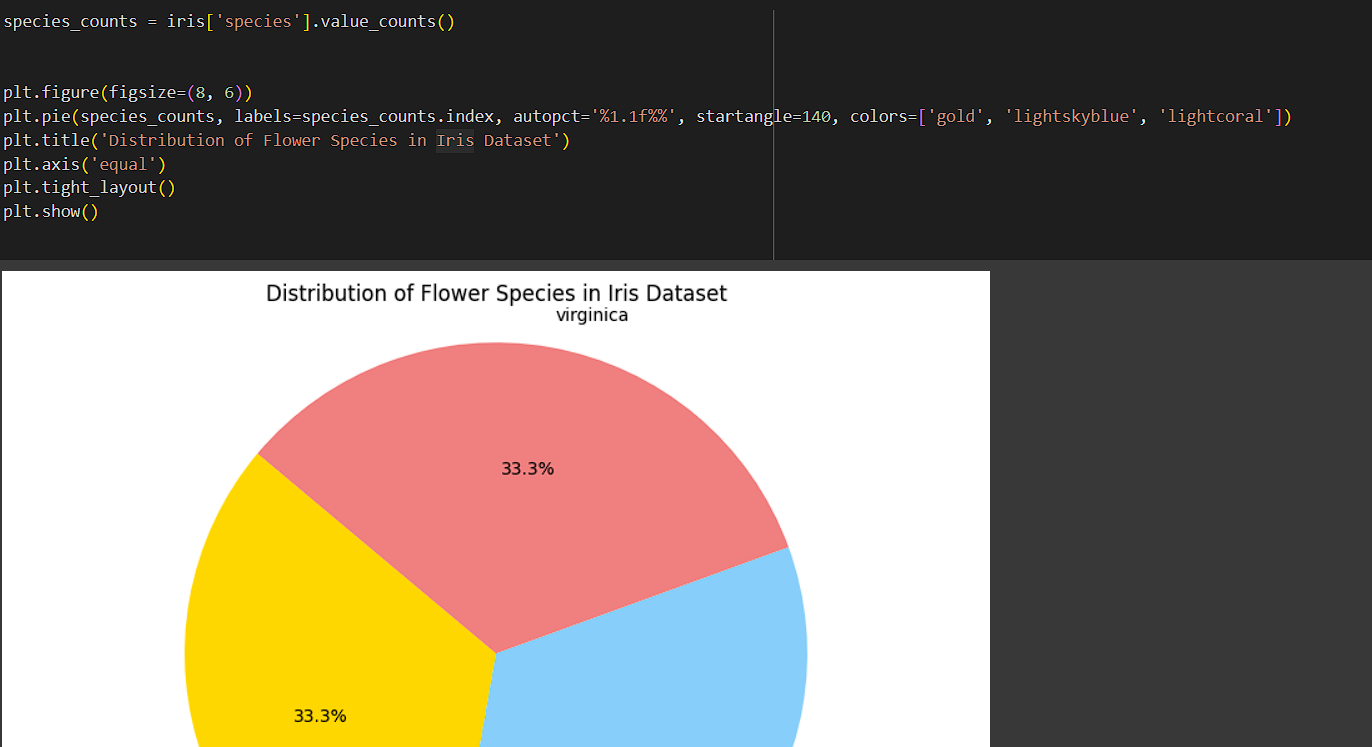 species_counts = iris['species'].value_counts()
plt.figure(figsize=(8, 6))
plt.pie(species_counts, labels=species_counts.index, autopct='%1.1f%%', startangle=140, colors=['gold', 'lightskyblue', 'lightcoral'])
plt.title('Distribution of Flower Species in Iris Dataset')
plt.axis('equal')
plt.tight_layout()
plt.show()
Distribution of Flower Species in Iris Dataset
virginica
33.3%
33.3%